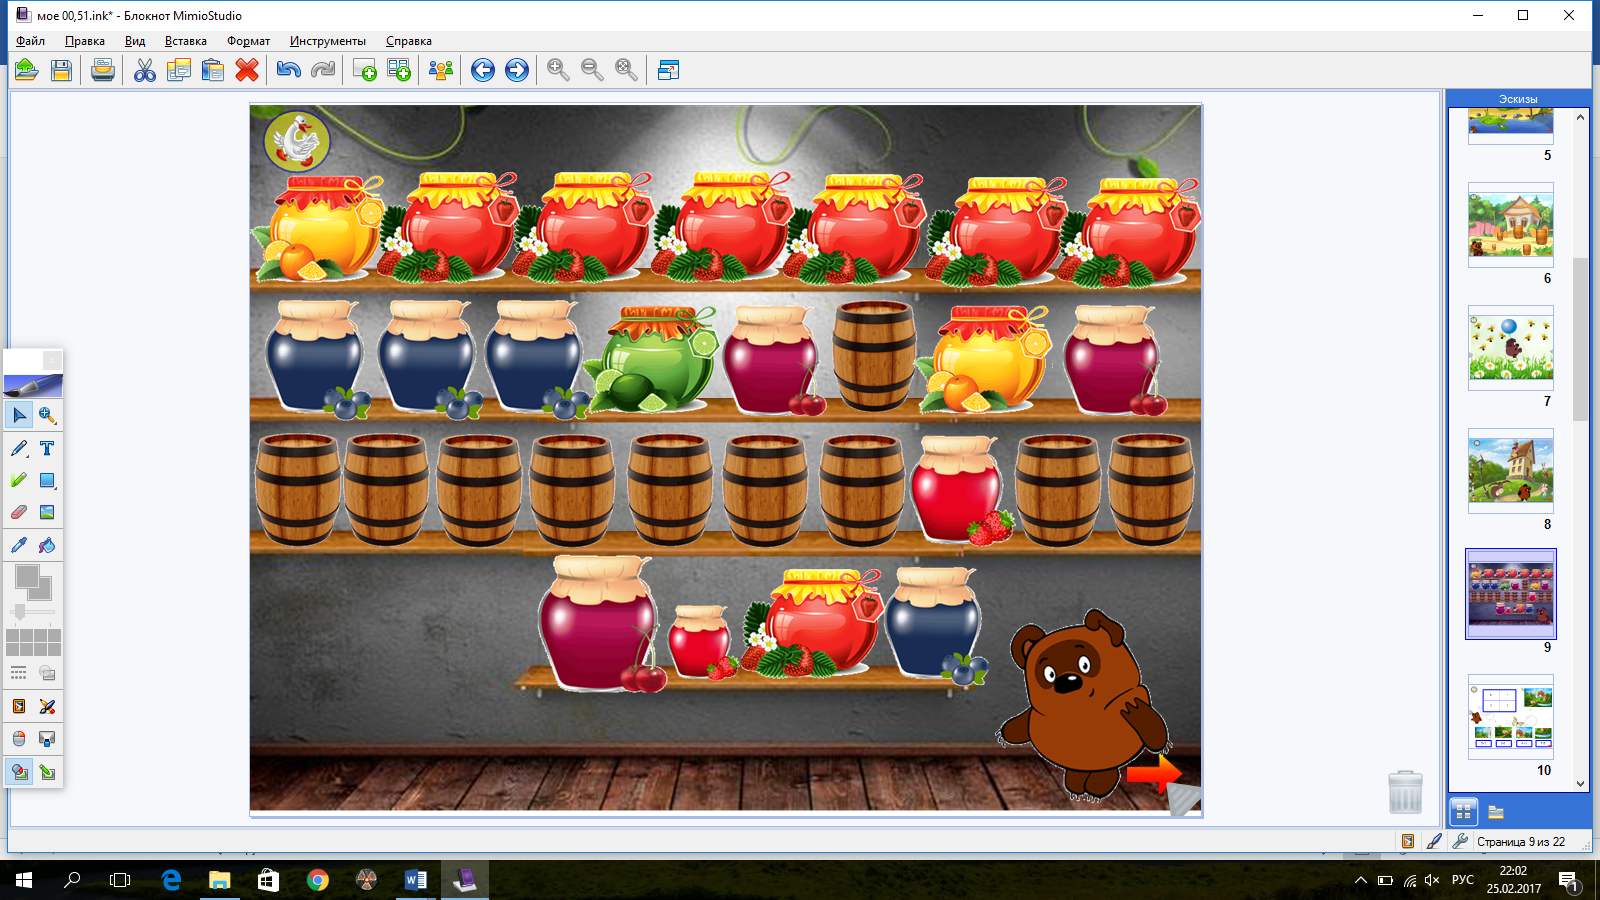 мое 00,51.ink* - Блокнот MimioStudio
Файл Правка Вид Вставка Формат Инструменты Справка
Эскизы
5
6
7
8
9
10
Страница 9 из 22
РУС
22:02
25.02.2017
1